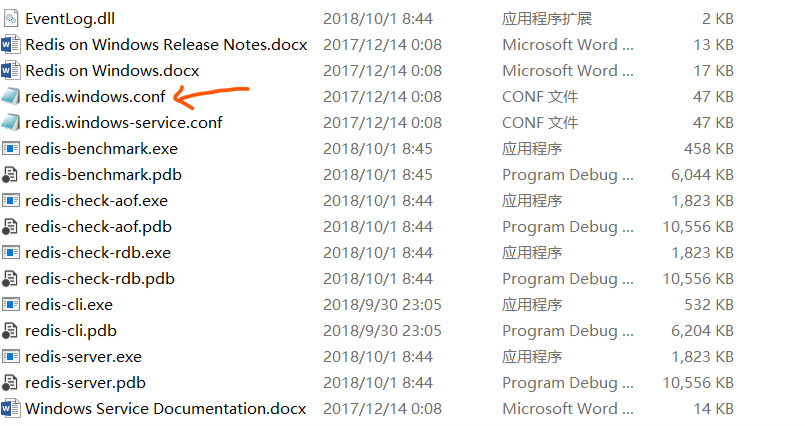 EventLog.dll 2018/10/1 8:44 应用程序扩展 2 KB
Redis on Windows Release Notes.docx 2017/12/14 0:08 Microsoft Word ... 13 KB
Redis on Windows.docx 2017/12/14 0:08 Microsoft Word ... 17 KB
redis.windows.conf 2017/12/14 0:08 CONF 文件 47 KB
redis.windows-service.conf 2017/12/14 0:08 CONF 文件 47 KB
redis-benchmark.exe 2018/10/1 8:45 应用程序 458 KB
redis-benchmark.pdb 2018/10/1 8:45 Program Debug ... 6,044 KB
redis-check-aof.exe 2018/10/1 8:44 应用程序 1,823 KB
redis-check-aof.pdb 2018/10/1 8:44 Program Debug ... 10,556 KB
redis-check-rdb.exe 2018/10/1 8:44 应用程序 1,823 KB
redis-check-rdb.pdb 2018/10/1 8:44 Program Debug ... 10,556 KB
redis-cli.exe 2018/9/30 23:05 应用程序 532 KB
redis-cli.pdb 2018/9/30 23:05 Program Debug ... 6,204 KB
redis-server.exe 2018/10/1 8:44 应用程序 1,823 KB
redis-server.pdb 2018/10/1 8:44 Program Debug ... 10,556 KB
Windows Service Documentation.docx 2017/12/14 0:08 Microsoft Word ... 14 KB